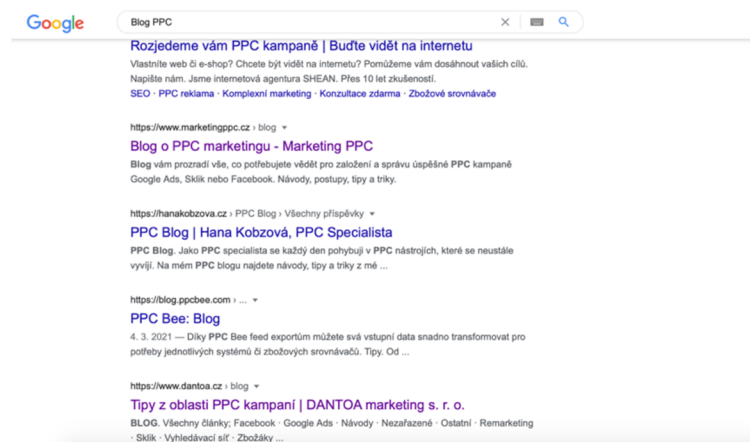 Google
Blog PPC
Rozjedeme vám PPC kampaně | Buďte vidět na internetu
Vlastníte web či e-shop? Chcete být vidět na internetu? Pomůžeme vám dosáhnout vašich cílů.
Napište nám. Jsme internetová agentura SHEAN. Přes 10 let zkušeností.
SEO · PPC reklama · Komplexní marketing · Konzultace zdarma · Zbožové srovnávače
https://www.marketingppc.cz › blog
Blog o PPC marketingu - Marketing PPC
Blog vám prozradí vše, co potřebujete vědět pro založení a správu úspěšné PPC kampaně
Google Ads, Sklik nebo Facebook. Návody, postupy, tipy a triky.
https://hanakobzova.cz › PPC Blog › Všechny příspěvky
PPC Blog | Hana Kobzová, PPC Specialista
PPC Blog. Jako PPC specialista se každý den pohybuji v PPC nástrojích, které se neustále
vyvíjí. Na mém PPC blogu najdete návody, tipy a triky z mé ...
https://blog.ppcbee.com › ...
PPC Bee: Blog
4. 3. 2021 — Díky PPC Bee feed exportům můžete svá vstupní data snadno transformovat pro
potřeby jednotlivých systémů či zbožových srovnávačů. Tipy. Od ...
https://www.dantoa.cz › blog
Tipy z oblasti PPC kampaní | DANTOA marketing s. r. o.
BLOG. Všechny články; Facebook · Google Ads · Návody · Nezařazené · Ostatní · Remarketing
· Sklik · Vyhledávací síť · Zbožáky ...